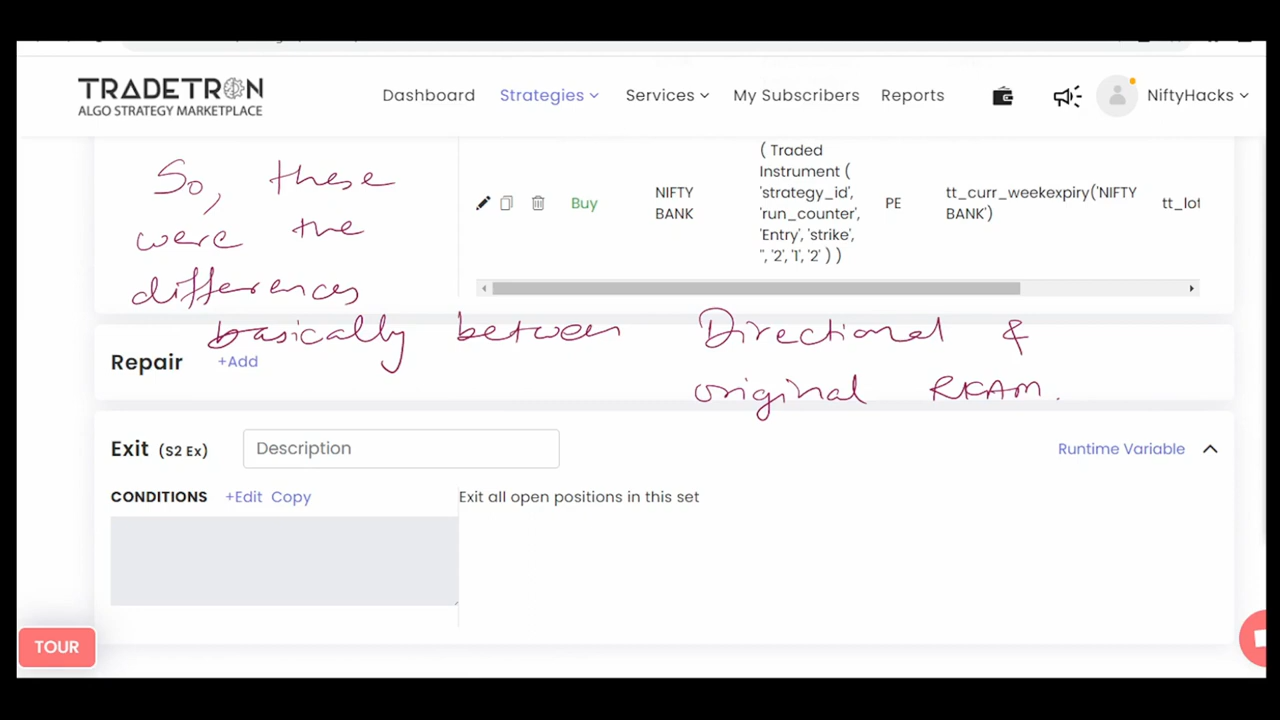 TRADETRON
ALGO STRATEGY MARKETPLACE
Dashboard Strategies Services My Subscribers Reports NiftyHacks
( Traded
Instrument (
'strategy_id',
'run_counter',
'Entry', 'strike',
'', '2', '1', '2' ) )
Buy
NIFTY
BANK
PE
tt_curr_weekexpiry('NIFTY
BANK')
tt_lot
So, these
were the
differences
basically between Directional &
original RKAM.
Repair +Add
Exit (S2 Ex) Description Runtime Variable
CONDITIONS +Edit Copy Exit all open positions in this set
TOUR